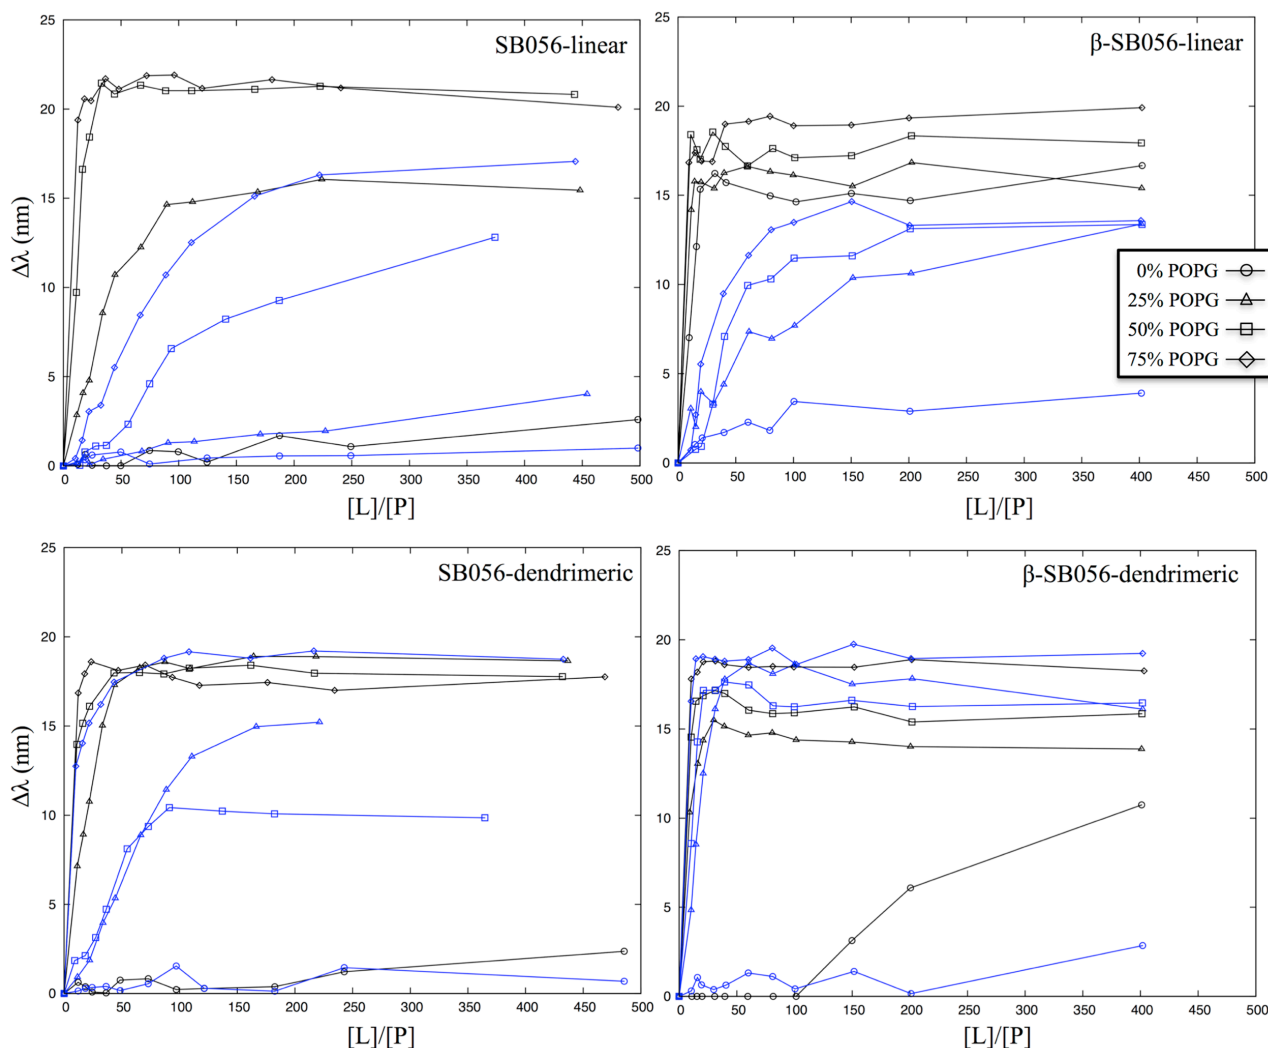 SB056-linear
25
20
15
10
5
0
Δλ (nm)
0 50 100 150 200 250 300 350 400 450 500
[L]/[P]
β-SB056-linear
25
20
15
10
5
0
0 50 100 150 200 250 300 350 400 450 500
[L]/[P]
0% POPG
25% POPG
50% POPG
75% POPG
SB056-dendrimeric
25
20
15
10
5
0
Δλ (nm)
0 50 100 150 200 250 300 350 400 450 500
[L]/[P]
β-SB056-dendrimeric
25
20
15
10
5
0
0 50 100 150 200 250 300 350 400 450 500
[L]/[P]